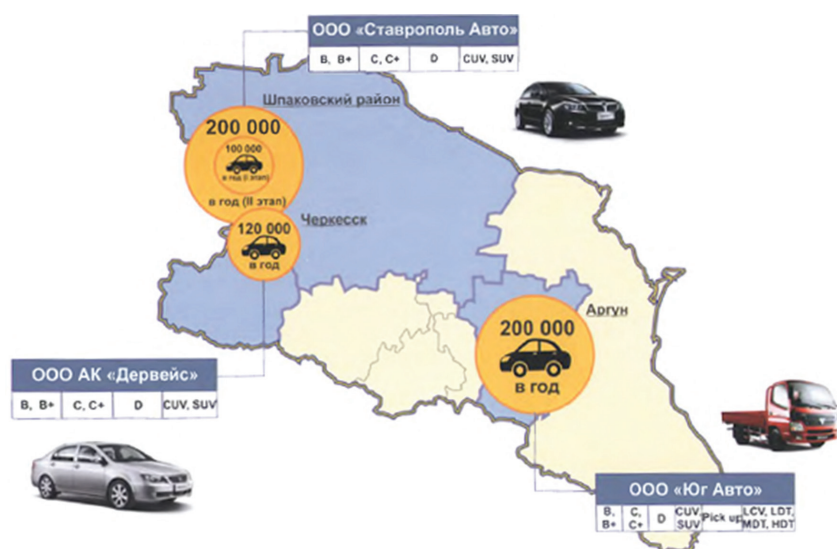 ООО «Ставрополь Авто»
B, B+ C, C+ D CUV, SUV
Шпаковский район
200 000
100 000
в год (I этап)
в год (II этап)
Черкесск
120 000
в год
Аргун
200 000
в год
ООО АК «Дервейс»
B, B+ C, C+ D CUV, SUV
ООО «Юг Авто»
B, B+ C, C+ D CUV SUV Pick up LCV, LDT, MDT, HDT